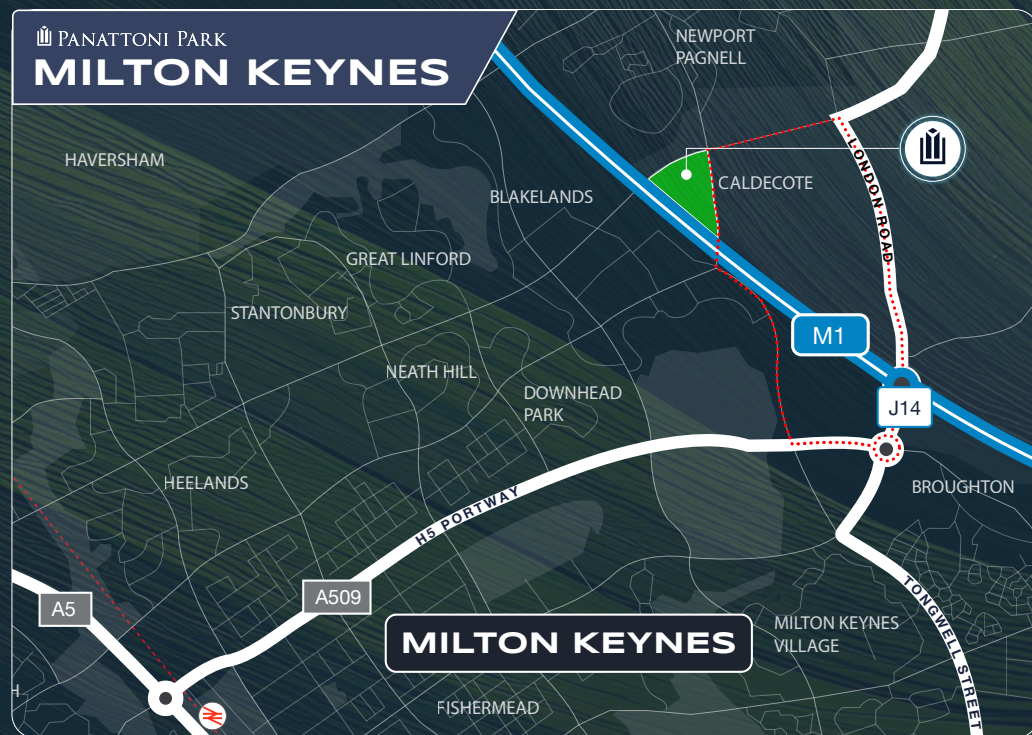 PANATTONI PARK
MILTON KEYNES
NEWPORT
PAGNELL
HAVERSHAM
LONDON ROAD
CALDECOTE
BLAKELANDS
GREAT LINFORD
STANTONBURY
M1
NEATH HILL
DOWNHEAD
PARK
J14
HEELANDS
BROUGHTON
H5 PORTWAY
A509
A5
TONGWELL STREET
MILTON KEYNES
MILTON KEYNES
VILLAGE
H
FISHERMEAD